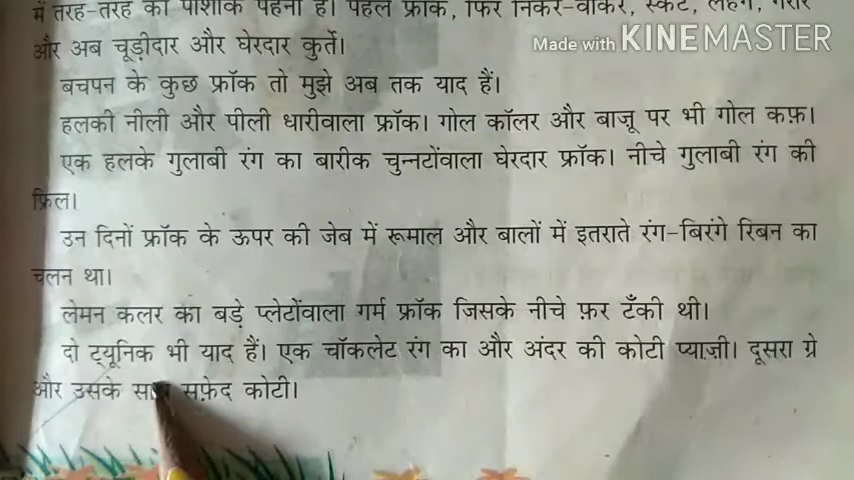 में तरह-तरह की पोशाकें पहनी हैं। पहले फ्रॉक, फिर निकर-वॉकर, स्कर्ट, लहँगे, गरारे
Made with KINEMASTER
और अब चूड़ीदार और घेरदार कुर्ते।
बचपन के कुछ फ्रॉक तो मुझे अब तक याद हैं।
हलकी नीली और पीली धारीवाला फ्रॉक। गोल कॉलर और बाज़ू पर भी गोल कफ़।
एक हलके गुलाबी रंग का बारीक चुन्नटोंवाला घेरदार फ्रॉक। नीचे गुलाबी रंग की
फ्रिल।
उन दिनों फ्रॉक के ऊपर की जेब में रूमाल और बालों में इतराते रंग-बिरंगे रिबन का
चलन था।
लेमन कलर का बड़े प्लेटोंवाला गर्म फ्रॉक जिसके नीचे फ़र टँकी थी।
दो ट्यूनिक भी याद हैं। एक चॉकलेट रंग का और अंदर की कोटी प्याज़ी। दूसरा ग्रे
और उसके सफ़ेद कोटी।